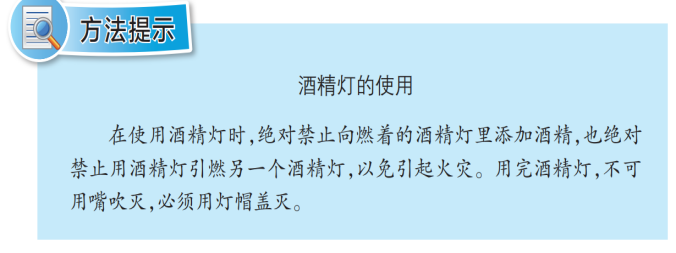 方法提示
酒精灯的使用
在使用酒精灯时,绝对禁止向燃着的酒精灯里添加酒精,也绝对
禁止用酒精灯引燃另一个酒精灯,以免引起火灾。用完酒精灯,不可
用嘴吹灭,必须用灯帽盖灭。